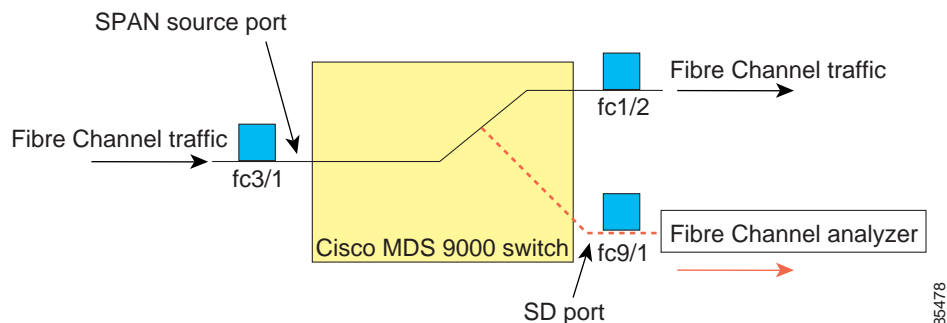 SPAN source port
Fibre Channel traffic
fc1/2
Fibre Channel traffic
fc3/1
Cisco MDS 9000 switch
fc9/1
Fibre Channel analyzer
SD port
85478